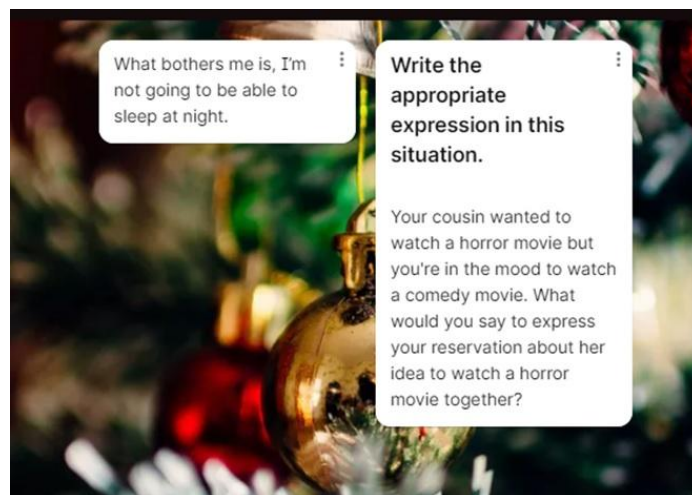 What bothers me is, I'm
not going to be able to
sleep at night.
Write the
appropriate
expression in this
situation.
Your cousin wanted to
watch a horror movie but
you're in the mood to watch
a comedy movie. What
would you say to express
your reservation about her
idea to watch a horror
movie together?